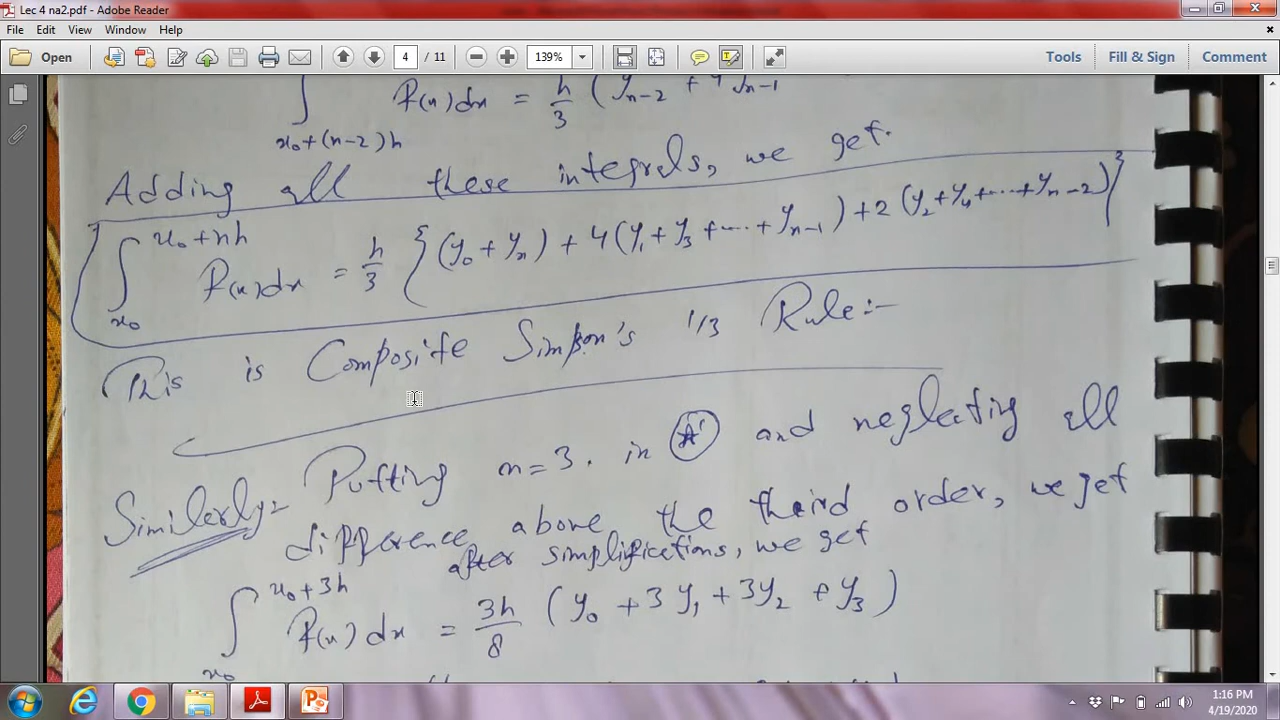 Lec 4 na2.pdf - Adobe Reader
File Edit View Window Help
Open 4 / 11 139% Tools Fill & Sign Comment
∫ f(x)dx = h/3 (y_{n-2} + 4 y_{n-1}
x₀+(n-2)h
Adding all these integrals, we get.
∫_{x₀}^{x₀+nh} f(x)dx = h/3 {(y₀+y_n) + 4(y₁+y₃+....+y_{n-1}) +2 (y₂+y₄+....+y_{n-2})}
This is Composite Simpson's 1/3 Rule:-
Similerly= Putting n=3. in and neglecting all
difference above the third order, we get
after simplifications, we get
∫_{x₀}^{x₀+3h} f(x)dx = 3h/8 (y₀ + 3y₁ + 3y₂ + y₃)
1:16 PM
4/19/2020